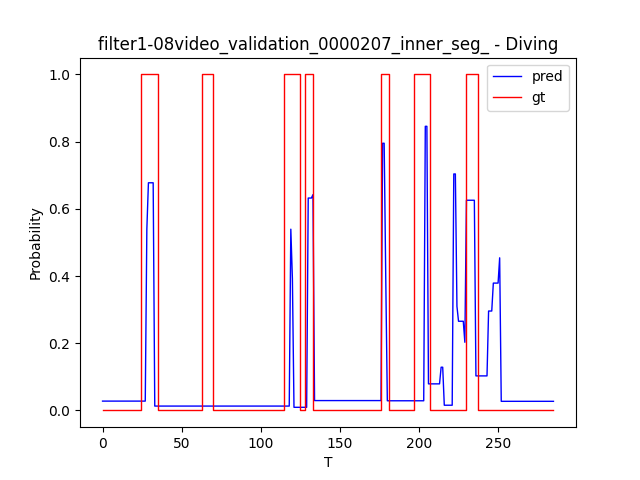 filter1-08video_validation_0000207_inner_seg_ - Diving
pred
gt
1.0
0.8
0.6
0.4
0.2
0.0
Probability
0 50 100 150 200 250
T